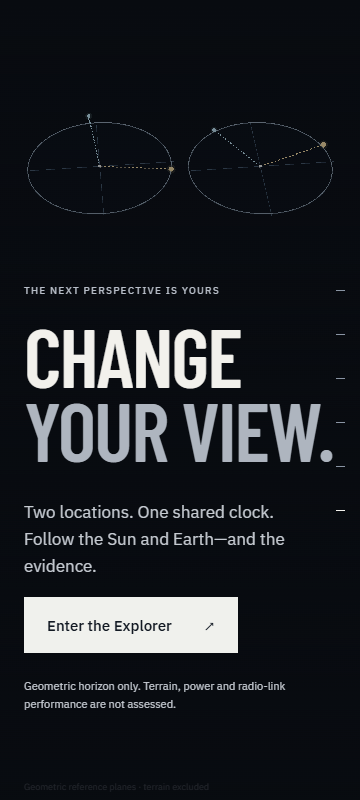 THE NEXT PERSPECTIVE IS YOURS
CHANGE
YOUR VIEW.
Two locations. One shared clock.
Follow the Sun and Earth—and the
evidence.
Enter the Explorer ↗
Geometric horizon only. Terrain, power and radio-link
performance are not assessed.
Geometric reference planes · terrain excluded